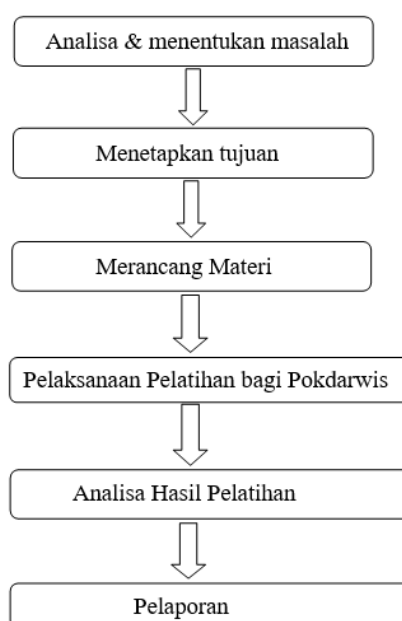 Analisa & menentukan masalah
Menetapkan tujuan
Merancang Materi
Pelaksanaan Pelatihan bagi Pokdarwis
Analisa Hasil Pelatihan
Pelaporan